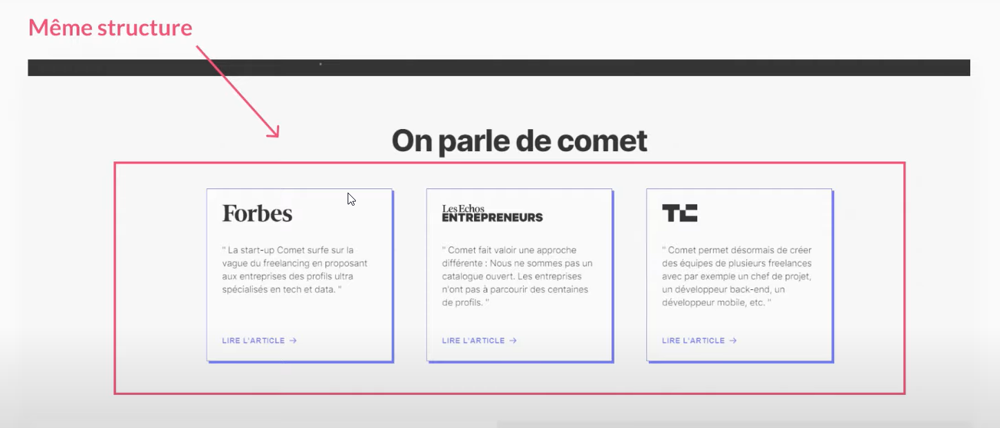 Même structure
On parle de comet
Forbes
" La start-up Comet surfe sur la
vague du freelancing en proposant
aux entreprises des profils ultra
spécialisés en tech et data. "
LIRE L'ARTICLE →
Les Echos
ENTREPRENEURS
" Comet fait valoir une approche
différente : Nous ne sommes pas un
catalogue ouvert. Les entreprises
n'ont pas à parcourir des centaines
de profils. "
LIRE L'ARTICLE →
TC
" Comet permet désormais de créer
des équipes de plusieurs freelances
avec par exemple un chef de projet,
un développeur back-end, un
développeur mobile, etc. "
LIRE L'ARTICLE →